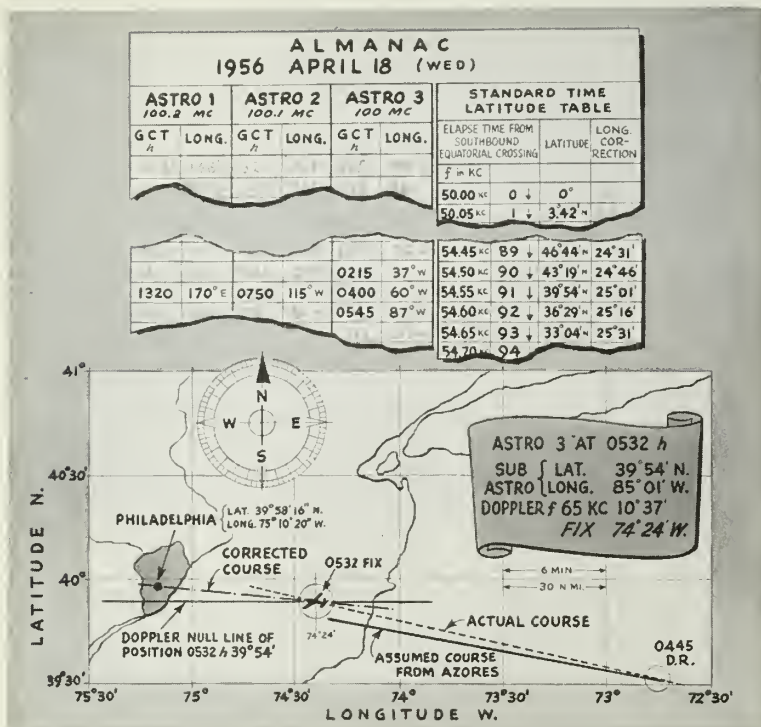 ALMANAC
1956 APRIL 18 (WED)
ASTRO 1 ASTRO 2 ASTRO 3
100.2 MC 100.1 MC 100 MC
GCT h LONG. GCT h LONG. GCT h LONG.
STANDARD TIME
LATITUDE TABLE
ELAPSE TIME FROM SOUTHBOUND EQUATORIAL CROSSING LATITUDE LONG. CORRECTION
f in KC
50.00 KC 0 ↓ 0°
50.05 KC 1 ↓ 3.42' N
54.45 KC 89 ↓ 46°44' N 24°31'
0215 37° W 54.50 KC 90 ↓ 43°19' N 24°46'
1320 170° E 0750 115° W 0400 60° W 54.55 KC 91 ↓ 39°54' N 25°01'
0545 87° W 54.60 KC 92 ↓ 36°29' N 25°16'
54.65 KC 93 ↓ 33°04' N 25°31'
54.70 KC 94
41°
N
W E
S
40°30'
40°
39°30'
LATITUDE N.
ASTRO 3 AT 0532 h
SUB ASTRO { LAT. 39°54' N.
LONG. 85°01' W.
DOPPLER f 65 KC 10°37'
FIX 74°24' W.
PHILADELPHIA { LAT. 39°58'16" N.
LONG. 75°10'20" W.
CORRECTED
COURSE
0532 FIX
6 MIN
30 N MI.
74°24'
DOPPLER NULL LINE OF
POSITION 0532 h 39°54'
ACTUAL COURSE
ASSUMED COURSE
FROM AZORES
0445
D.R.
75°30' 75° 74°30' 74° 73°30' 73° 72°30'
LONGITUDE W.